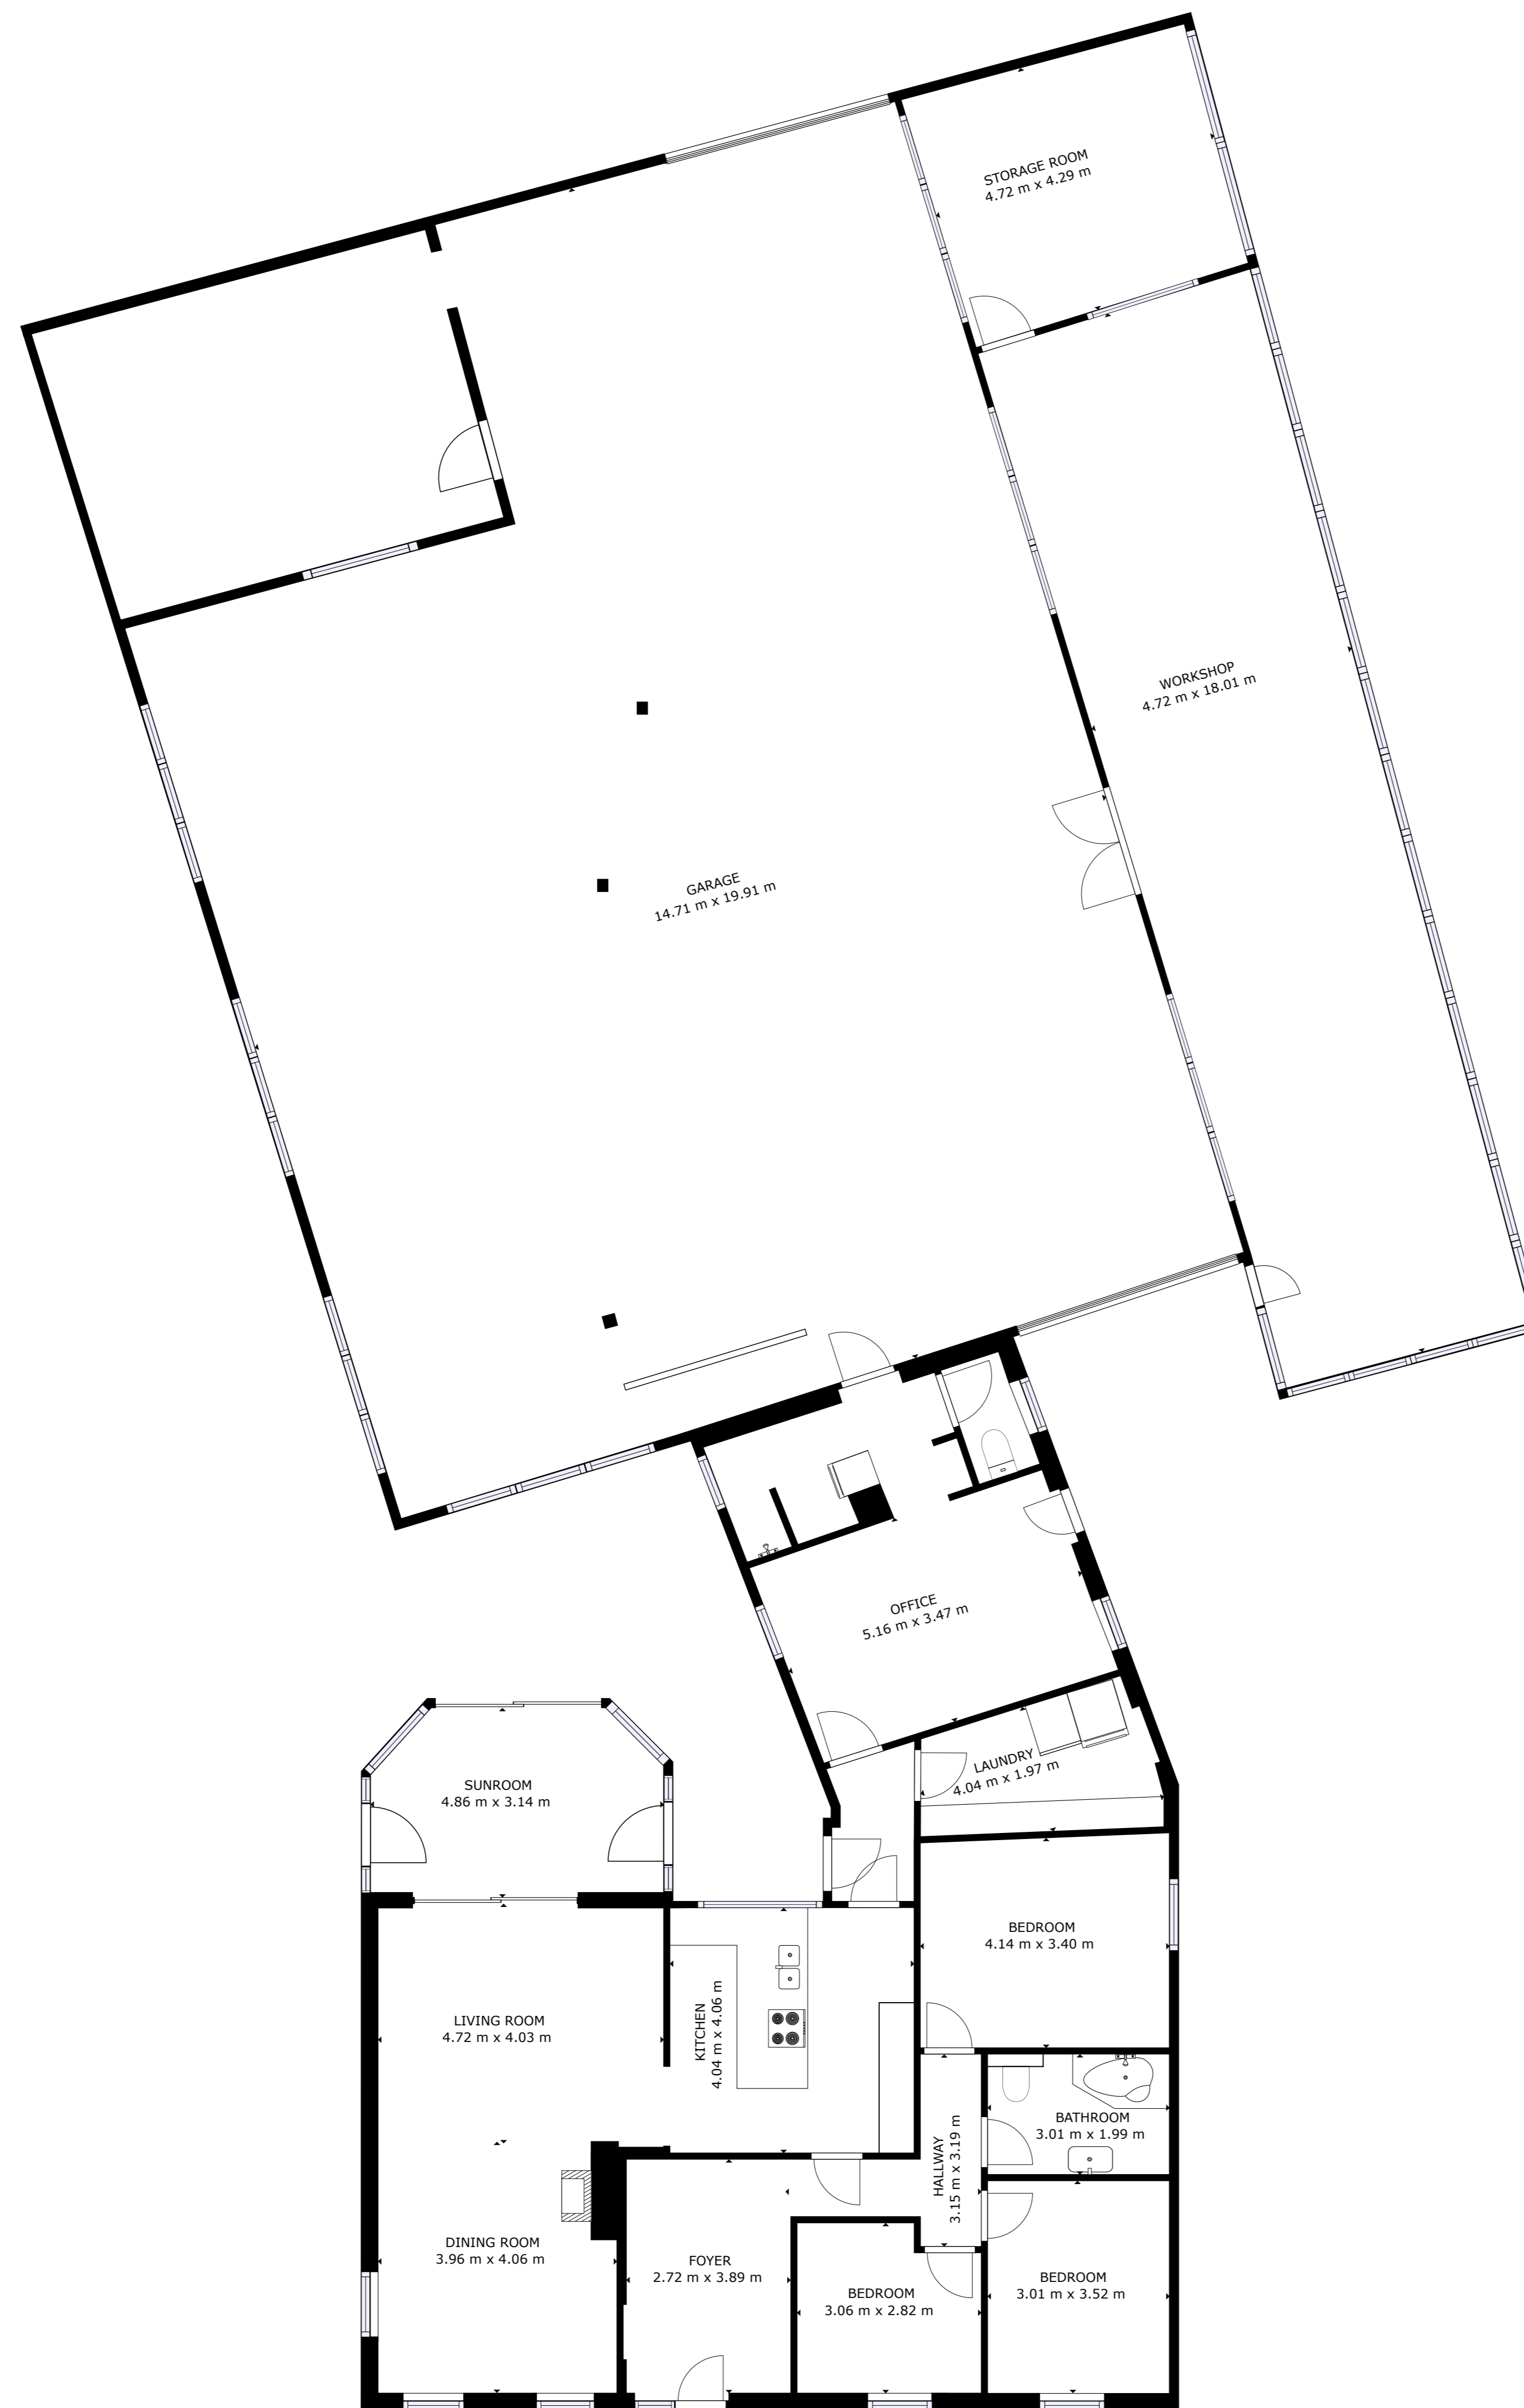 STORAGE ROOM
4.72 m x 4.29 m
WORKSHOP
4.72 m x 18.01 m
GARAGE
14.71 m x 19.91 m
OFFICE
5.16 m x 3.47 m
LAUNDRY
4.04 m x 1.97 m
SUNROOM
4.86 m x 3.14 m
BEDROOM
4.14 m x 3.40 m
LIVING ROOM
4.72 m x 4.03 m
KITCHEN
4.04 m x 4.06 m
BATHROOM
3.01 m x 1.99 m
HALLWAY
3.15 m x 3.19 m
DINING ROOM
3.96 m x 4.06 m
FOYER
2.72 m x 3.89 m
BEDROOM
3.06 m x 2.82 m
BEDROOM
3.01 m x 3.52 m